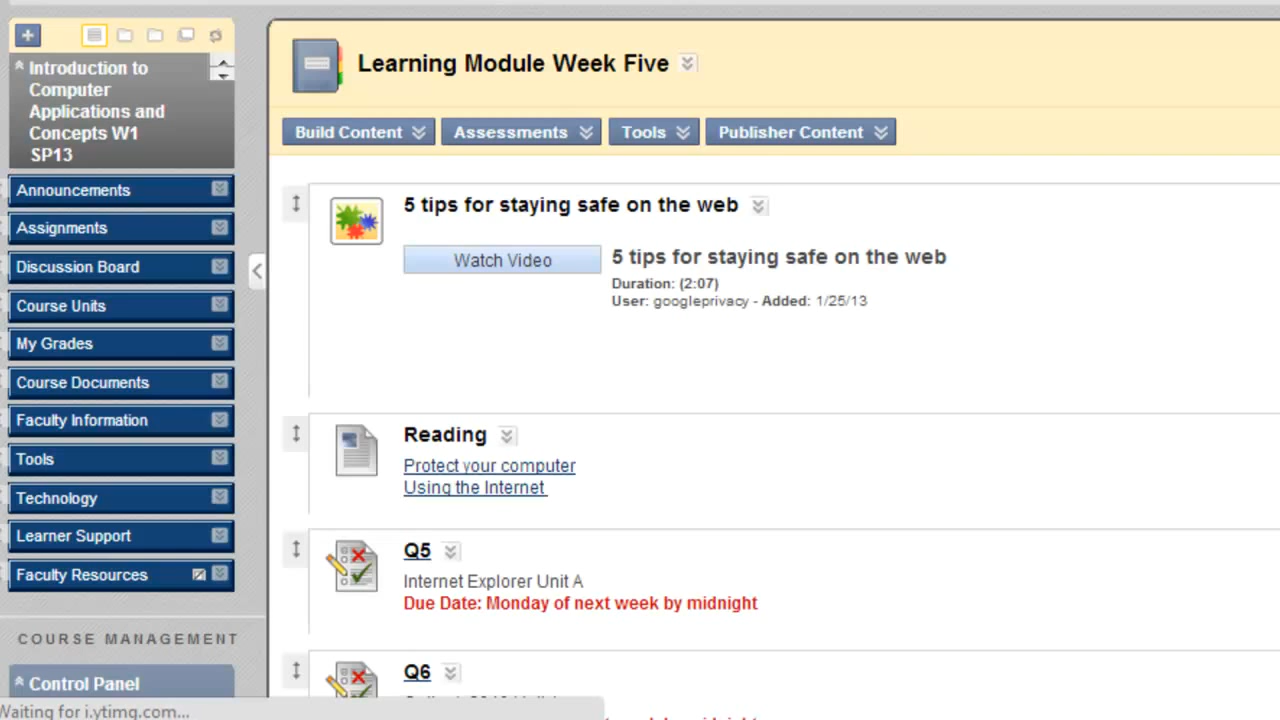 Introduction to
Computer
Applications and
Concepts W1
SP13
Announcements
Assignments
Discussion Board
Course Units
My Grades
Course Documents
Faculty Information
Tools
Technology
Learner Support
Faculty Resources
COURSE MANAGEMENT
Control Panel
Waiting for i.ytimg.com...
Learning Module Week Five
Build Content
Assessments
Tools
Publisher Content
5 tips for staying safe on the web
Watch Video
5 tips for staying safe on the web
Duration: (2:07)
User: googleprivacy - Added: 1/25/13
Reading
Protect your computer
Using the Internet
Q5
Internet Explorer Unit A
Due Date: Monday of next week by midnight
Q6